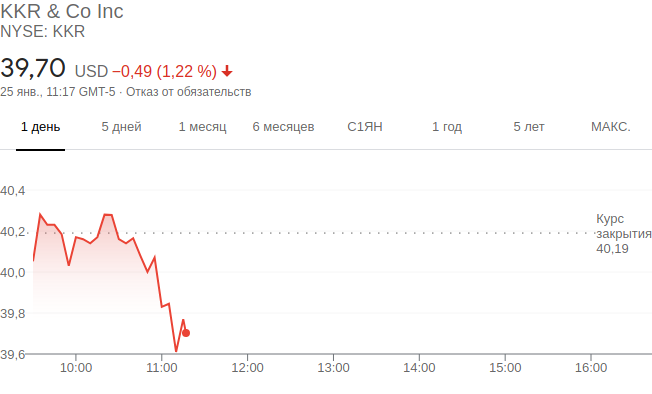 KKR & Co Inc
NYSE: KKR
39,70 USD −0,49 (1,22 %)
25 янв., 11:17 GMT-5 · Отказ от обязательств
1 день 5 дней 1 месяц 6 месяцев С1ЯН 1 год 5 лет МАКС.
40,4
Курс
40,2 закрытия
40,19
40,0
39,8
39,6
10:00 11:00 12:00 13:00 14:00 15:00 16:00